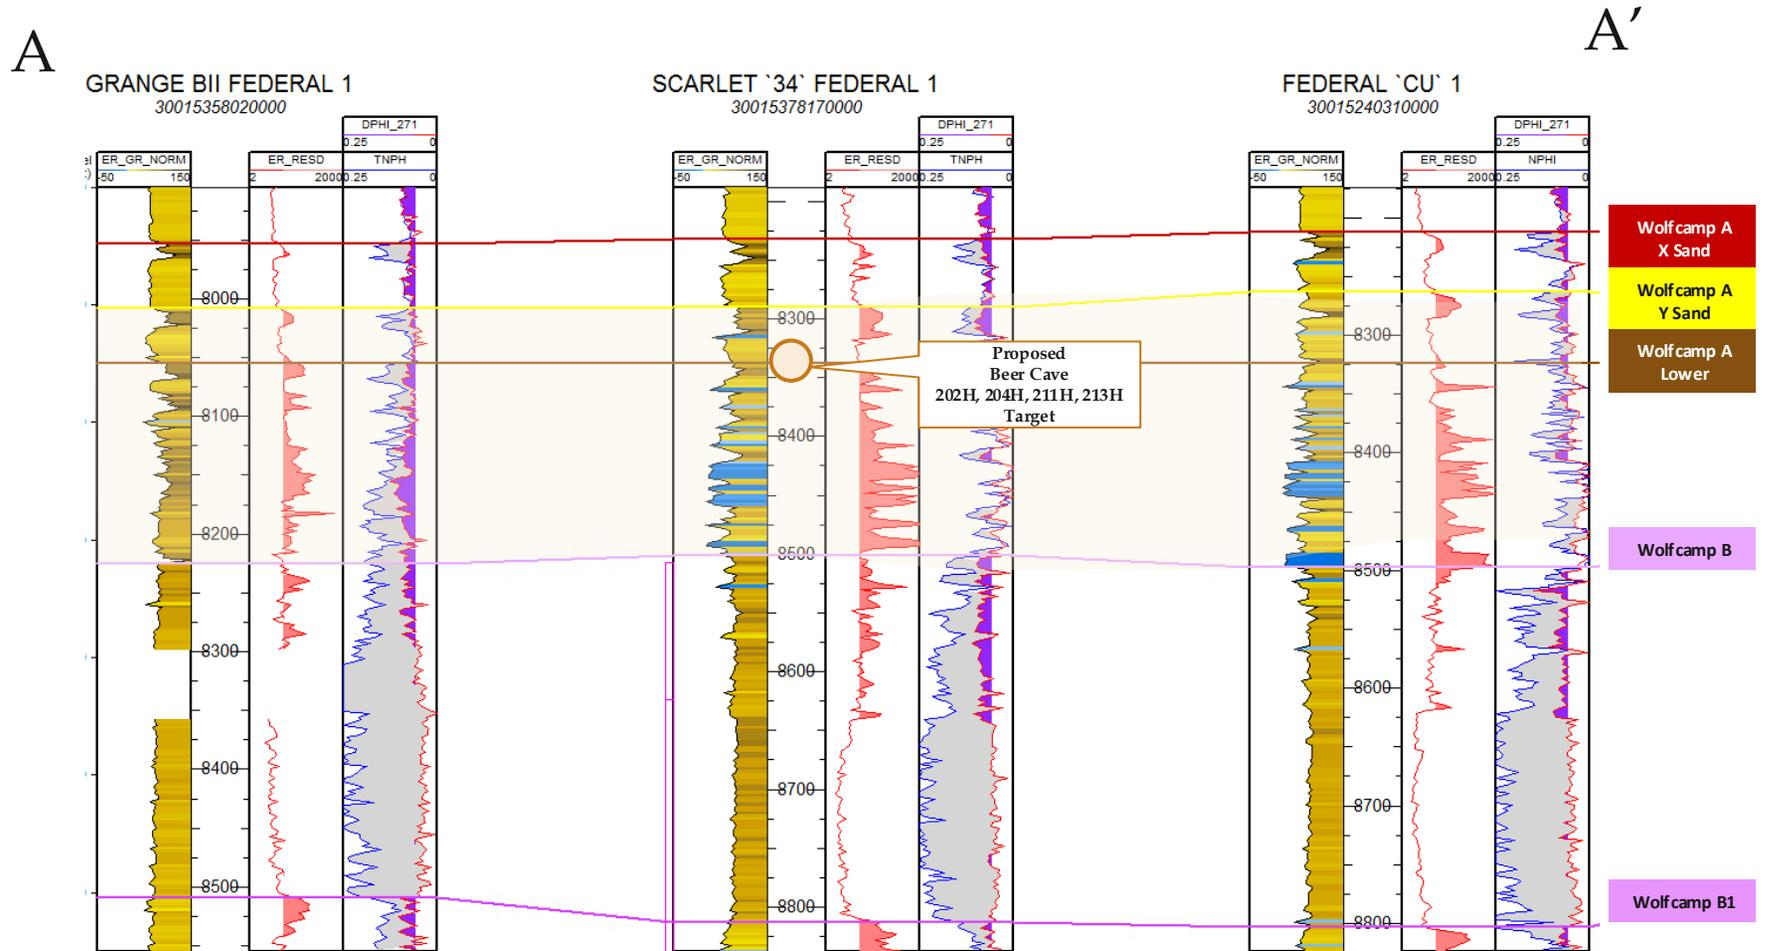 A
A′
GRANGE BII FEDERAL 1
30015358020000
SCARLET `34` FEDERAL 1
30015378170000
FEDERAL `CU` 1
30015240310000
DPHI_271
0.25 0
ER_GR_NORM
-50 150
ER_RESD
2 2000
TNPH
0.25 0
DPHI_271
0.25 0
ER_GR_NORM
-50 150
ER_RESD
2 2000
TNPH
0.25 0
DPHI_271
0.25 0
ER_GR_NORM
-50 150
ER_RESD
2 2000
NPHI
0.25 0
8000
8100
8200
8300
8400
8500
8300
8400
8500
8600
8700
8800
8300
8400
8500
8600
8700
8800
Proposed
Beer Cave
202H, 204H, 211H, 213H
Target
Wolfcamp A
X Sand
Wolfcamp A
Y Sand
Wolfcamp A
Lower
Wolfcamp B
Wolfcamp B1